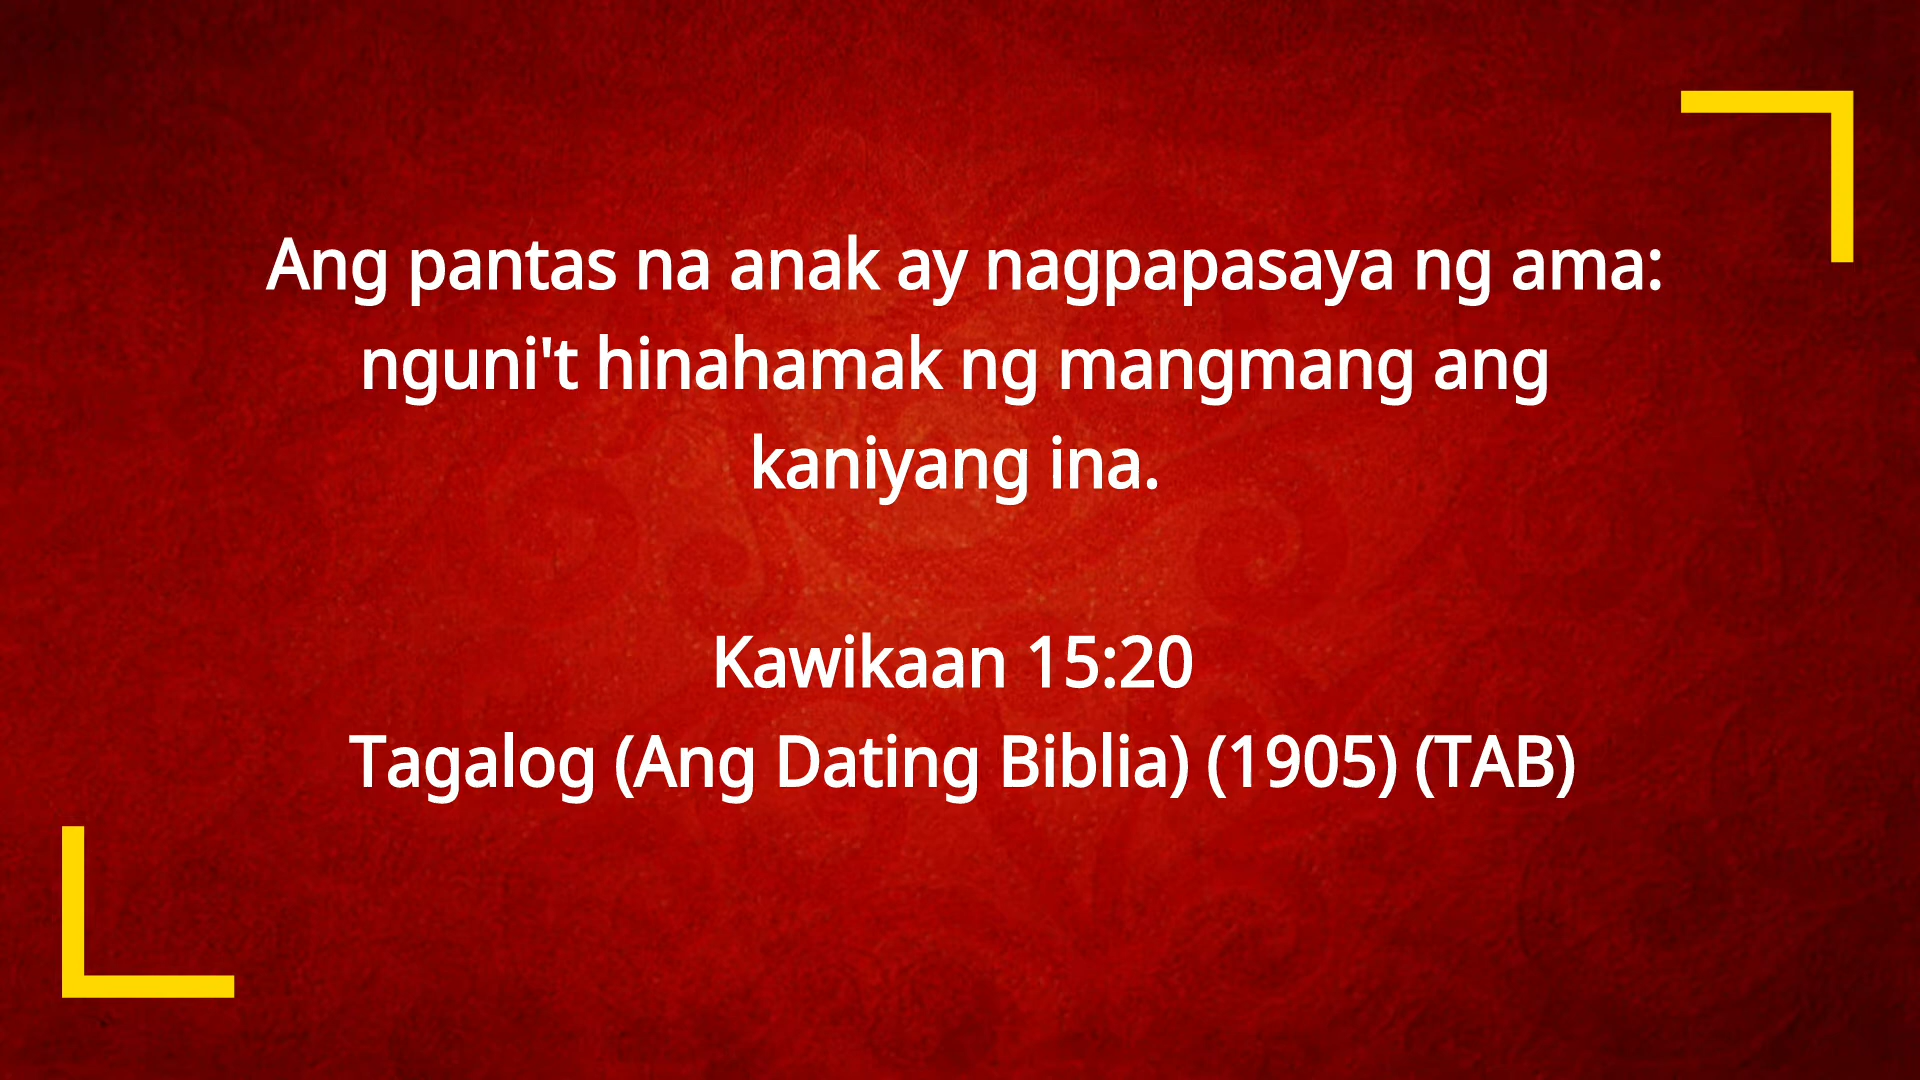 Ang pantas na anak ay nagpapasaya ng ama:
nguni't hinahamak ng mangmang ang
kaniyang ina.
Kawikaan 15:20
Tagalog (Ang Dating Biblia) (1905) (TAB)